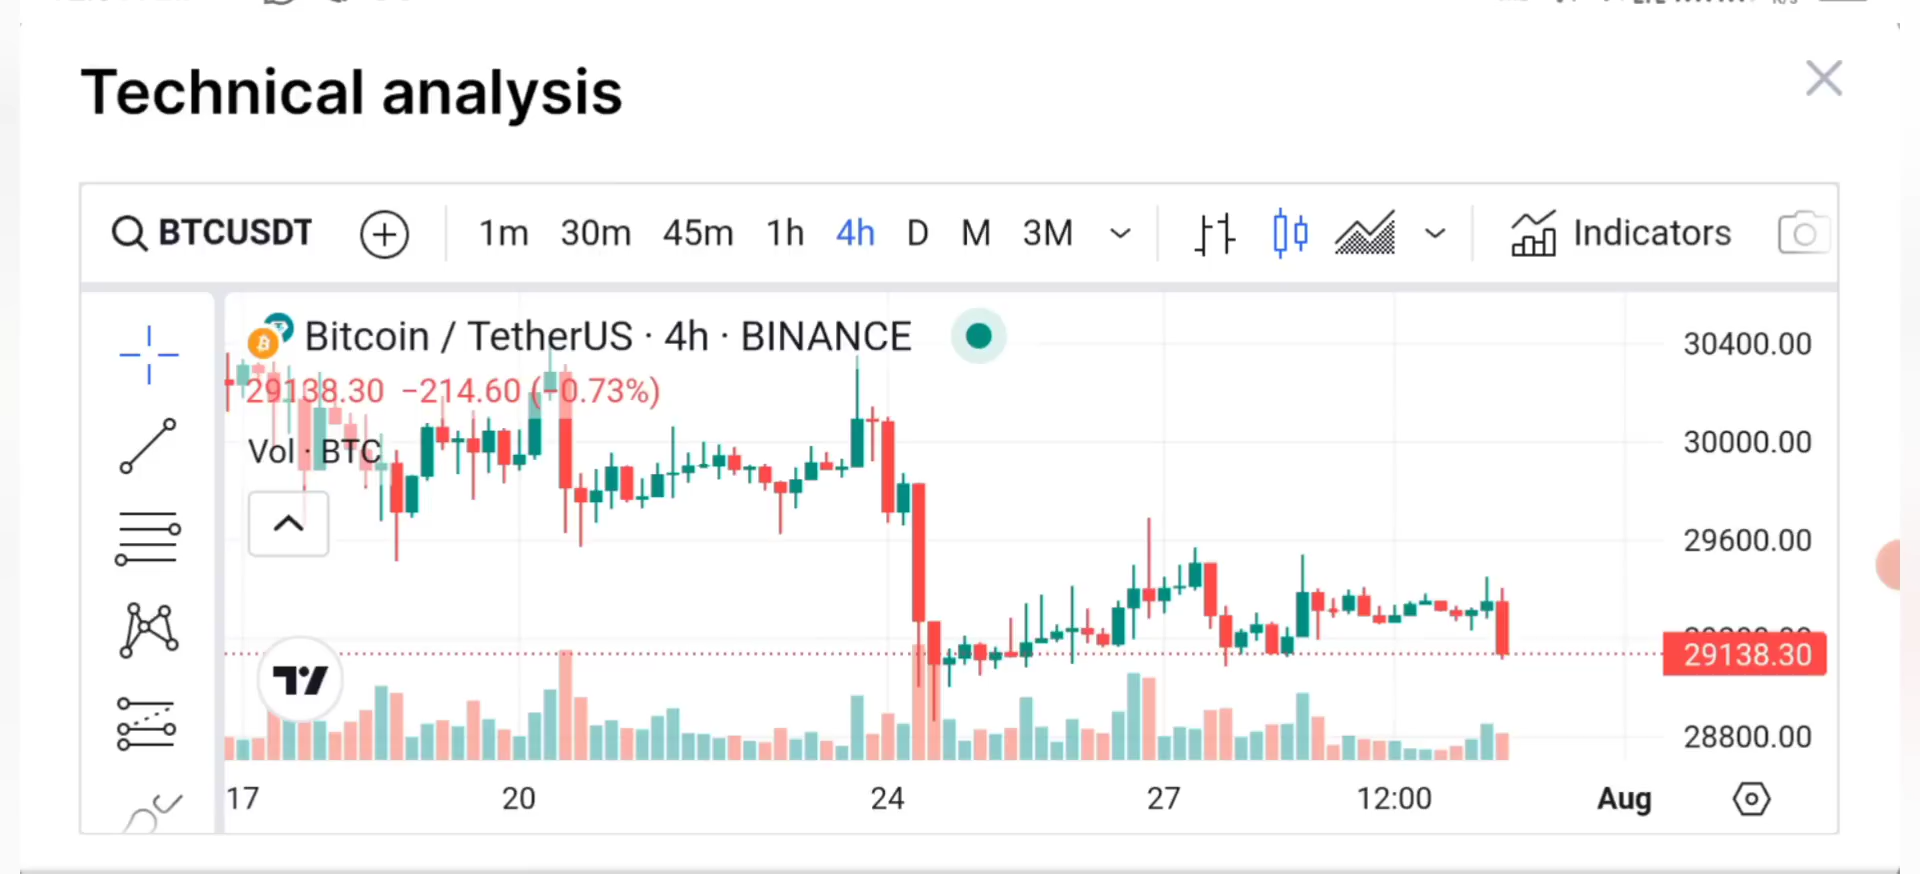 Technical analysis
BTCUSDT 1m 30m 45m 1h 4h D M 3M Indicators
Bitcoin / TetherUS · 4h · BINANCE
29138.30 −214.60 (−0.73%)
Vol · BTC
30400.00
30000.00
29600.00
29138.30
28800.00
17 20 24 27 12:00 Aug